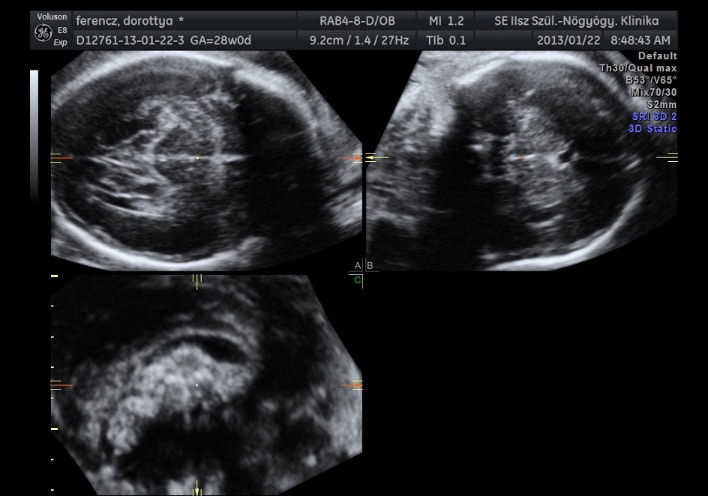 Voluson
E8
Exp
ferencz, dorottya *
RAB4-8-D/OB
MI 1.2
SE IIsz Szül.-Nőgyógy. Klinika
D12761-13-01-22-3 GA=28w0d
9.2cm / 1.4 / 27Hz
TIb 0.1
2013/01/22
8:48:43 AM
Default
Th30/Qual max
B53°/V65°
Mix70/30
S2mm
SRI 3D 2
3D Static
A
B
C